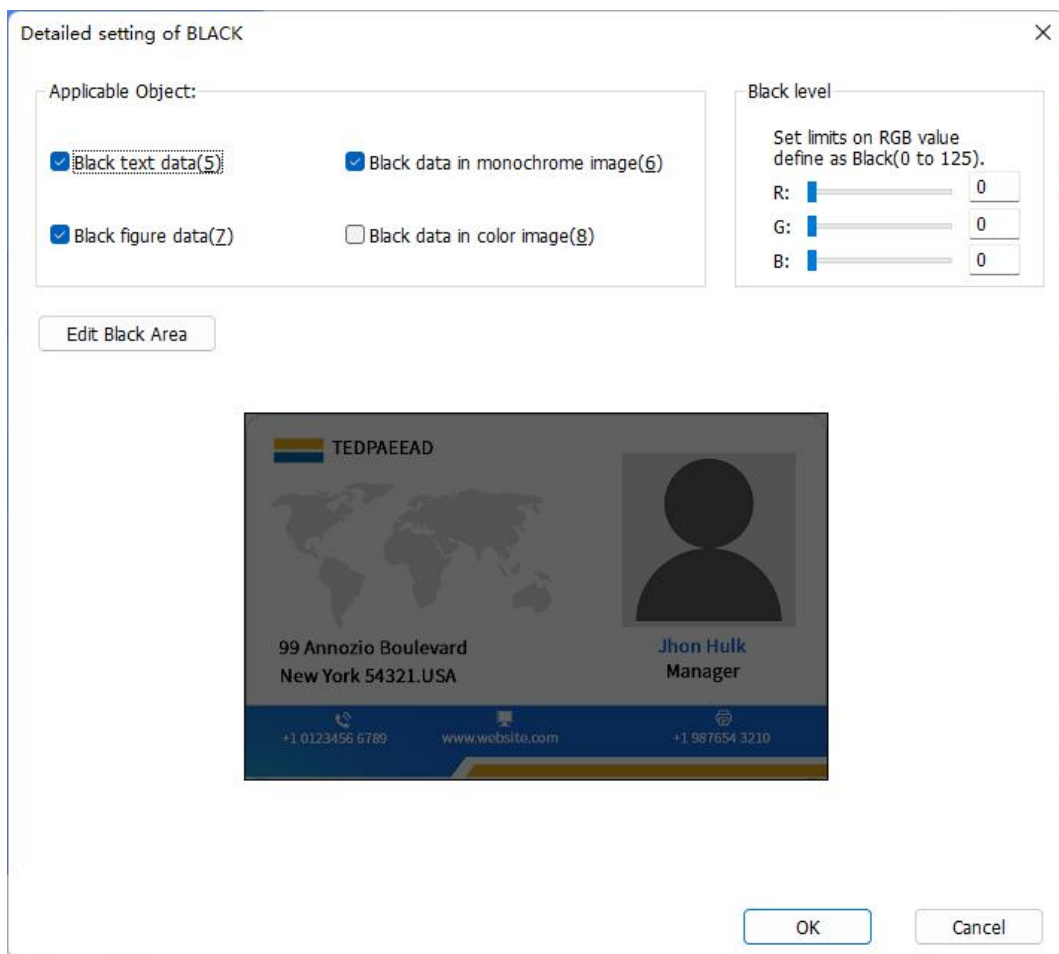 Detailed setting of BLACK
Applicable Object:
Black text data(5)
Black data in monochrome image(6)
Black figure data(7)
Black data in color image(8)
Black level
Set limits on RGB value
define as Black(0 to 125).
R: 0
G: 0
B: 0
Edit Black Area
TEDPAEEAD
99 Annozio Boulevard
New York 54321.USA
Jhon Hulk
Manager
+1 0123456 6789
www.website.com
+1 987654 3210
OK
Cancel